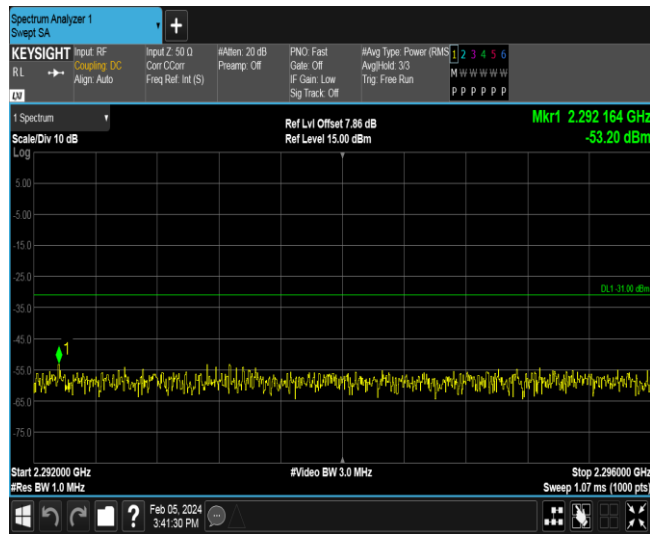 Spectrum Analyzer 1
Swept SA
+
KEYSIGHT
RL
LXI
Input: RF
Coupling: DC
Align: Auto
Input Z: 50 Ω
Corr CCorr
Freq Ref: Int (S)
#Atten: 20 dB
Preamp: Off
PNO: Fast
Gate: Off
IF Gain: Low
Sig Track: Off
#Avg Type: Power (RMS
Avg|Hold: 3/3
Trig: Free Run
1 2 3 4 5 6
M W W W W W
P P P P P P
1 Spectrum
Scale/Div 10 dB
Log
Ref Lvl Offset 7.86 dB
Ref Level 15.00 dBm
Mkr1 2.292 164 GHz
-53.20 dBm
5.00
-5.00
-15.0
-25.0
DL1 -31.00 dBm
-35.0
-45.0
1
-55.0
-65.0
-75.0
Start 2.292000 GHz
#Res BW 1.0 MHz
#Video BW 3.0 MHz
Stop 2.296000 GHz
Sweep 1.07 ms (1000 pts)
?
Feb 05, 2024
3:41:30 PM